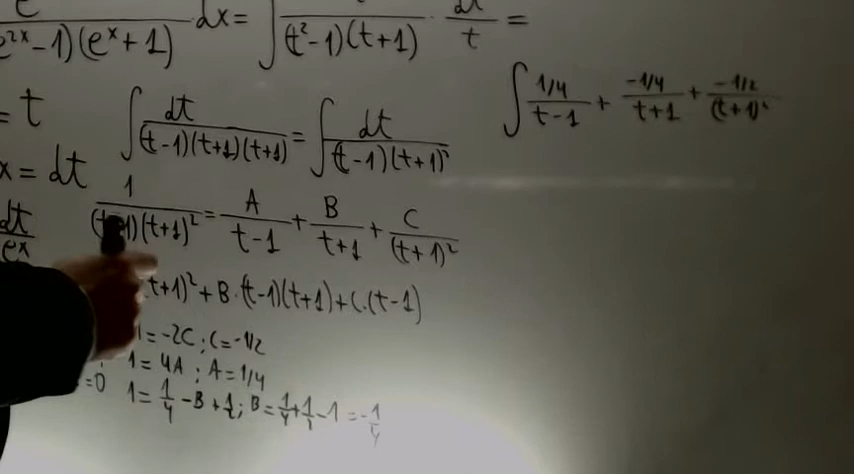 e / (e^2x − 1)(e^x + 1) dx = ∫ / (t² − 1)(t + 1) · dt / t =
= t
∫ dt / (t − 1)(t + 1)(t + 1) = ∫ dt / (t − 1)(t + 1)²
∫ 1/4 / t − 1 + −1/4 / t + 1 + −1/2 / (t + 1)²
x = dt
dt / e^x
1 / (t − 1)(t + 1)² = A / t − 1 + B / t + 1 + C / (t + 1)²
t + 1)² + B · (t − 1)(t + 1) + C · (t − 1)
1 = −2C ; C = −1/2
1 = 4A ; A = 1/4
= 0 1 = 1/4 − B + 1/2 ; B = 1/4 + 1/2 − 1 = − 1/4